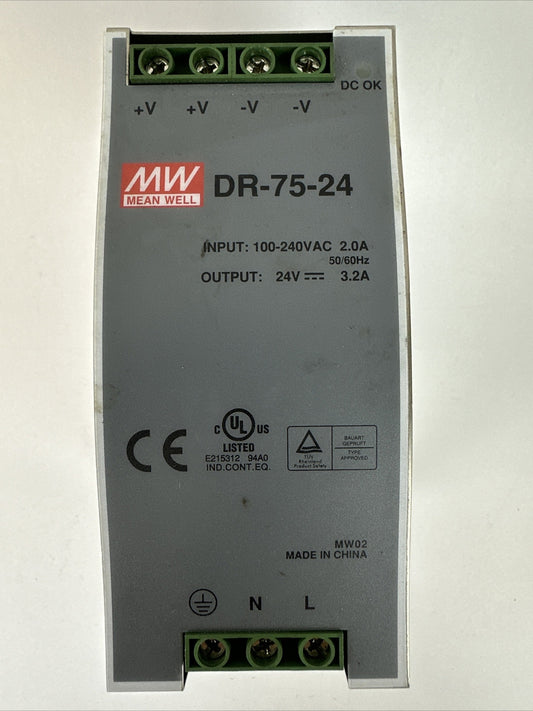 DC OK
+V +V -V -V
MW
MEAN WELL
DR-75-24
INPUT: 100-240VAC 2.0A
50/60Hz
OUTPUT: 24V 3.2A
CE
C UL US
LISTED
E215312 94A0
IND.CONT.EQ.
TÜV
Rheinland
Product Safety
BAUART
GEPRÜFT
TYPE
APPROVED
MW02
MADE IN CHINA
N L